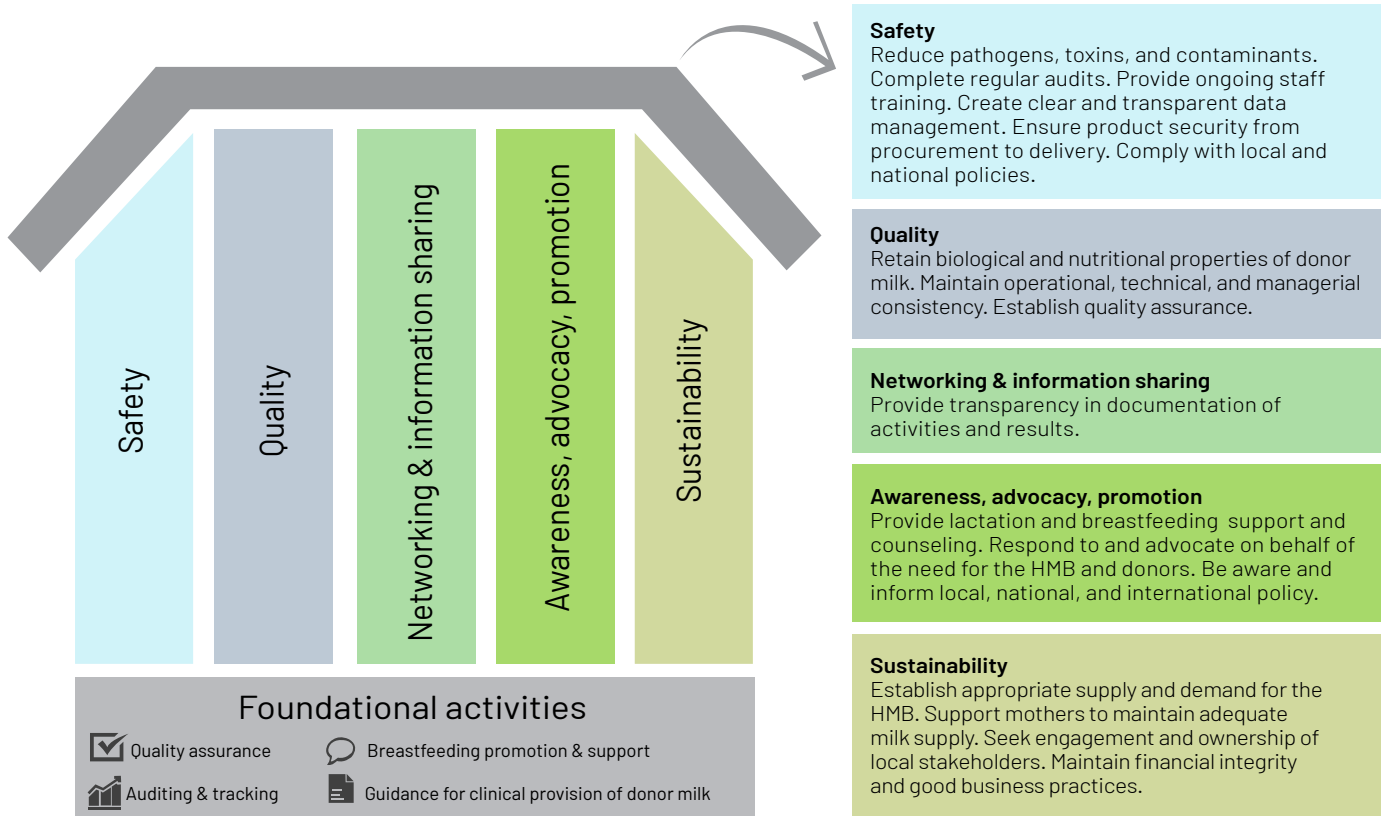 Safety
Quality
Networking & information sharing
Awareness, advocacy, promotion
Sustainability
Foundational activities
Quality assurance
Breastfeeding promotion & support
Auditing & tracking
Guidance for clinical provision of donor milk
Safety
Reduce pathogens, toxins, and contaminants.
Complete regular audits. Provide ongoing staff
training. Create clear and transparent data
management. Ensure product security from
procurement to delivery. Comply with local and
national policies.
Quality
Retain biological and nutritional properties of donor
milk. Maintain operational, technical, and managerial
consistency. Establish quality assurance.
Networking & information sharing
Provide transparency in documentation of
activities and results.
Awareness, advocacy, promotion
Provide lactation and breastfeeding support and
counseling. Respond to and advocate on behalf of
the need for the HMB and donors. Be aware and
inform local, national, and international policy.
Sustainability
Establish appropriate supply and demand for the
HMB. Support mothers to maintain adequate
milk supply. Seek engagement and ownership of
local stakeholders. Maintain financial integrity
and good business practices.